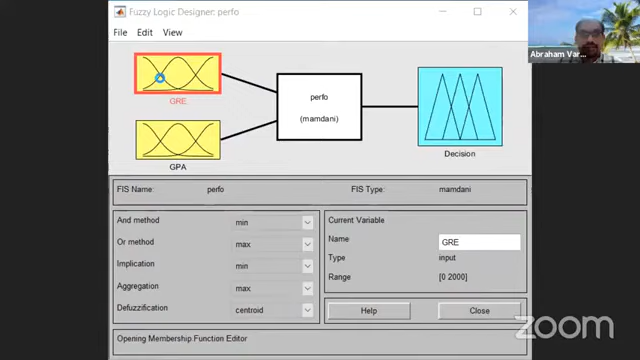 Fuzzy Logic Designer: perfo
File Edit View
GRE
GPA
perfo
(mamdani)
Decision
FIS Name: perfo FIS Type: mamdani
And method min
Or method max
Implication min
Aggregation max
Defuzzification centroid
Current Variable
Name GRE
Type input
Range [0 2000]
Help Close
Opening Membership Function Editor
Abraham Var...
zoom